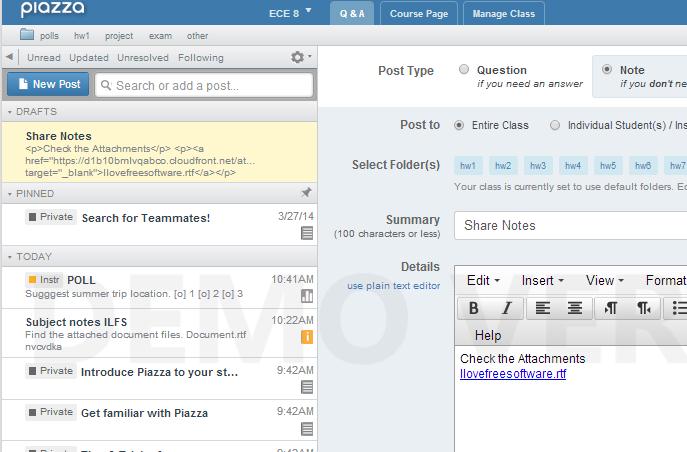 piazza
ECE 8
Q & A
Course Page
Manage Class
polls hw1 project exam other
Unread Updated Unresolved Following
New Post
Search or add a post...
DRAFTS
Share Notes
<p>Check the Attachments</p> <p><a
href="https://d1b10bmlvqabco.cloudfront.net/at...
target="_blank">Ilovefreesoftware.rtf</a></p>
PINNED
Private Search for Teammates! 3/27/14
TODAY
Instr POLL 10:41AM
Sugggest summer trip location. [o] 1 [o] 2 [o] 3
Subject notes ILFS 10:22AM
Find the attached document files. Document.rtf
nvcvdka
Private Introduce Piazza to your st... 9:42AM
Private Get familiar with Piazza 9:42AM
Private
Post Type
Question
if you need an answer
Note
if you don't ne
Post to
Entire Class
Individual Student(s) / Ins
Select Folder(s)
hw1 hw2 hw3 hw4 hw5 hw6 hw7
Your class is currently set to use default folders. Ed
Summary
(100 characters or less)
Share Notes
Details
use plain text editor
Edit Insert View Format
B I
Help
Check the Attachments
Ilovefreesoftware.rtf
DEMO VER